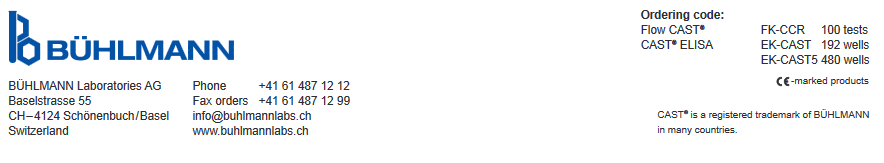 BÜHLMANN
BÜHLMANN Laboratories AG
Baselstrasse 55
CH–4124 Schönenbuch/Basel
Switzerland
Phone +41 61 487 12 12
Fax orders +41 61 487 12 99
info@buhlmannlabs.ch
www.buhlmannlabs.ch
Ordering code:
Flow CAST® FK-CCR 100 tests
CAST® ELISA EK-CAST 192 wells
EK-CAST5 480 wells
CE-marked products
CAST® is a registered trademark of BÜHLMANN
in many countries.